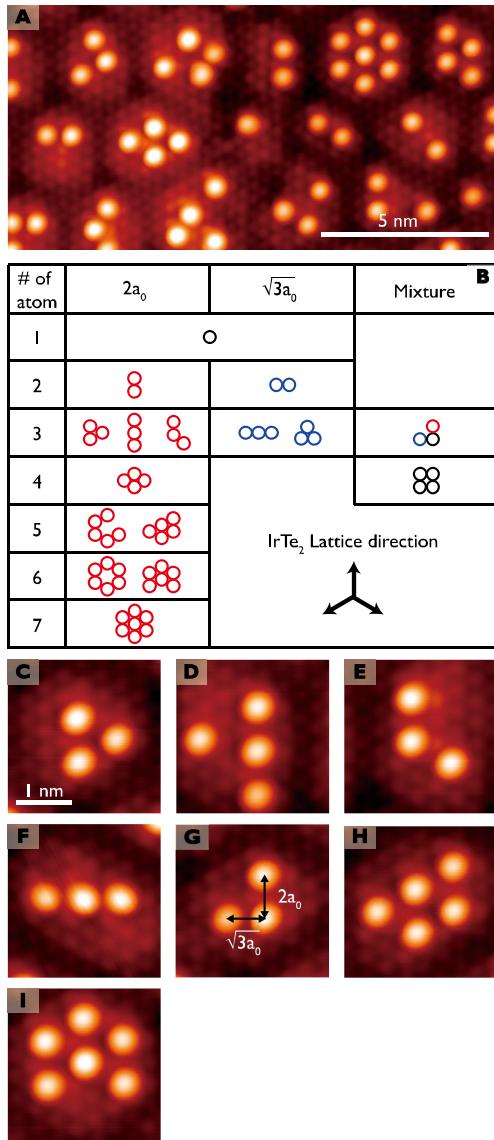 A
5 nm
B
# of atom 2a₀ √3a₀ Mixture
1
2
3
4
5
IrTe₂ Lattice direction
6
7
C
D
E
1 nm
F
G
H
2a₀
√3a₀
I